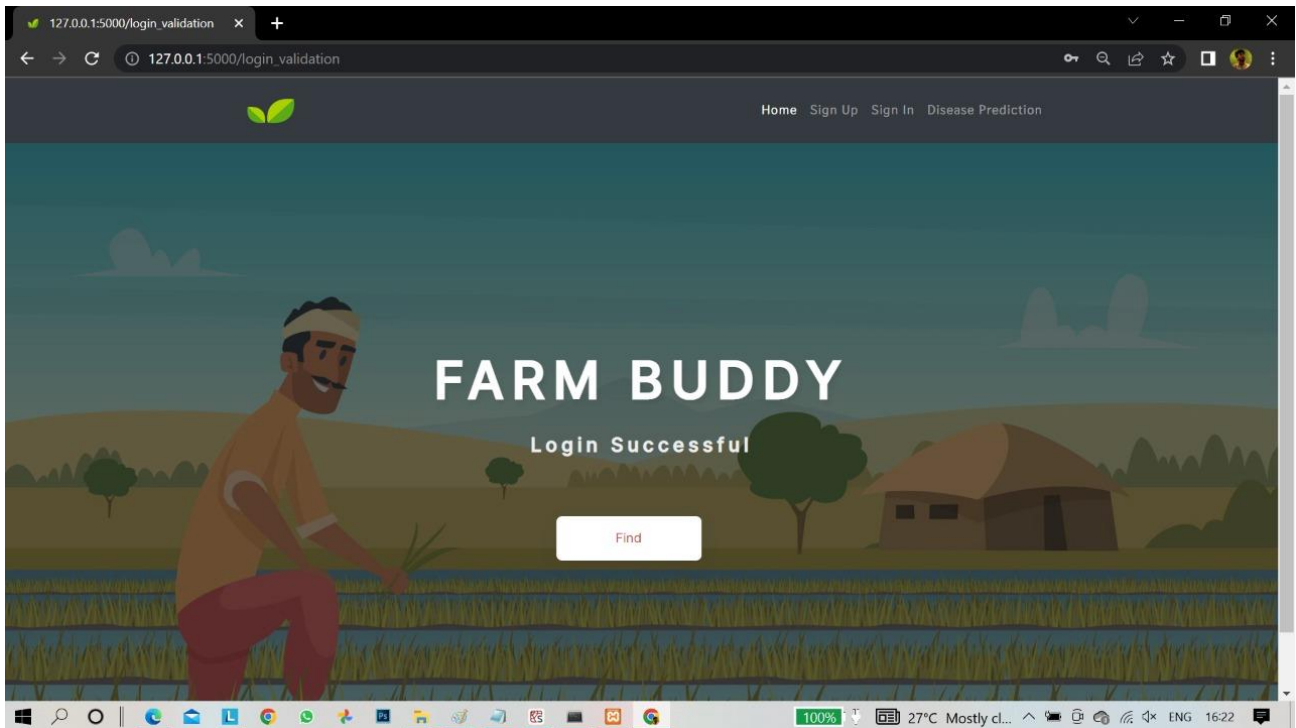 127.0.0.1:5000/login_validation
127.0.0.1:5000/login_validation
Home Sign Up Sign In Disease Prediction
FARM BUDDY
Login Successful
Find
100% 27°C Mostly cl... ENG 16:22